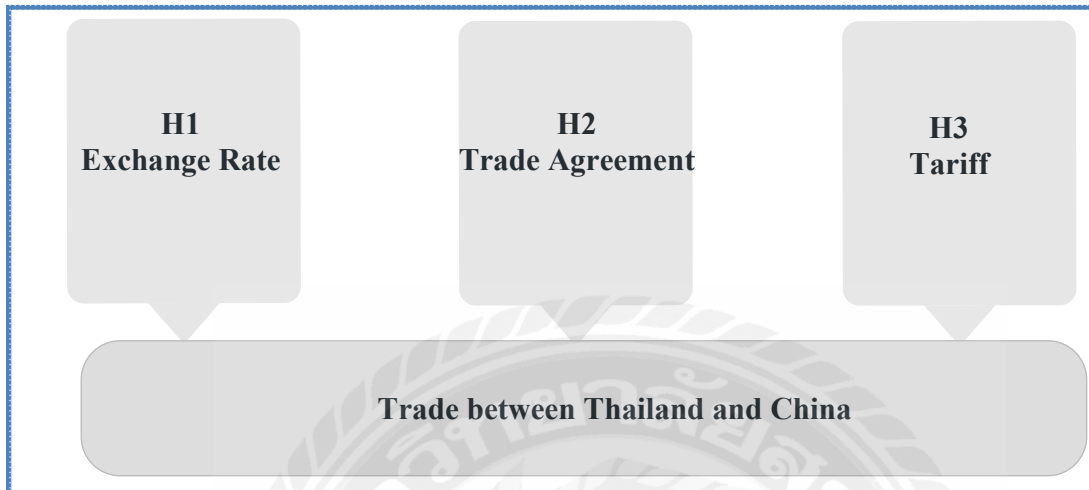 H1
Exchange Rate
H2
Trade Agreement
H3
Tariff
Trade between Thailand and China